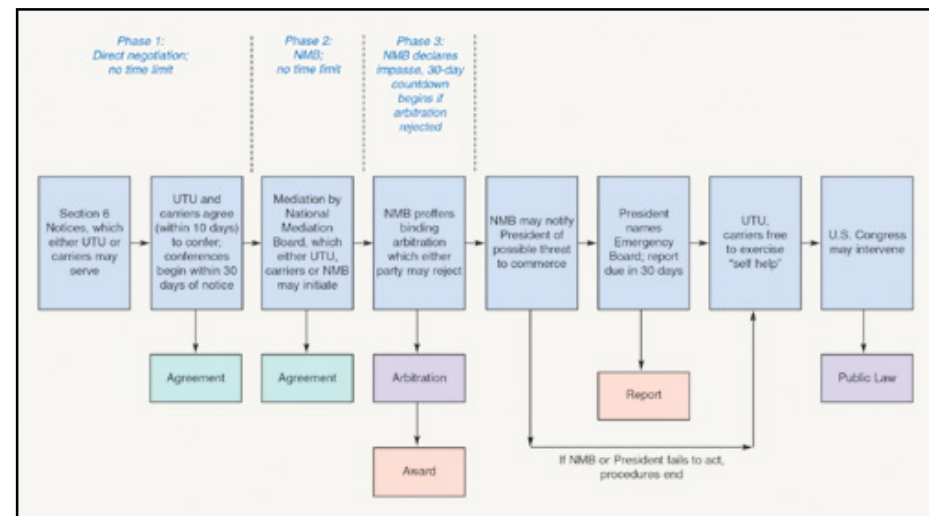 Phase 1:
Direct negotiation;
no time limit
Phase 2:
NMB;
no time limit
Phase 3:
NMB declares
impasse, 30-day
countdown
begins if
arbitration
rejected
Section 6
Notices, which
either UTU or
carriers may
serve
UTU and
carriers agree
(within 10 days)
to confer;
conferences
begin within 30
days of notice
Mediation by
National
Mediation
Board, which
either UTU,
carriers or NMB
may initiate
NMB proffers
binding
arbitration
which either
party may reject
NMB may notify
President of
possible threat
to commerce
President
names
Emergency
Board; report
due in 30 days
UTU,
carriers free
to exercise
"self help"
U.S. Congress
may intervene
Agreement
Agreement
Arbitration
Report
Public Law
Award
If NMB or President fails to act,
procedures end